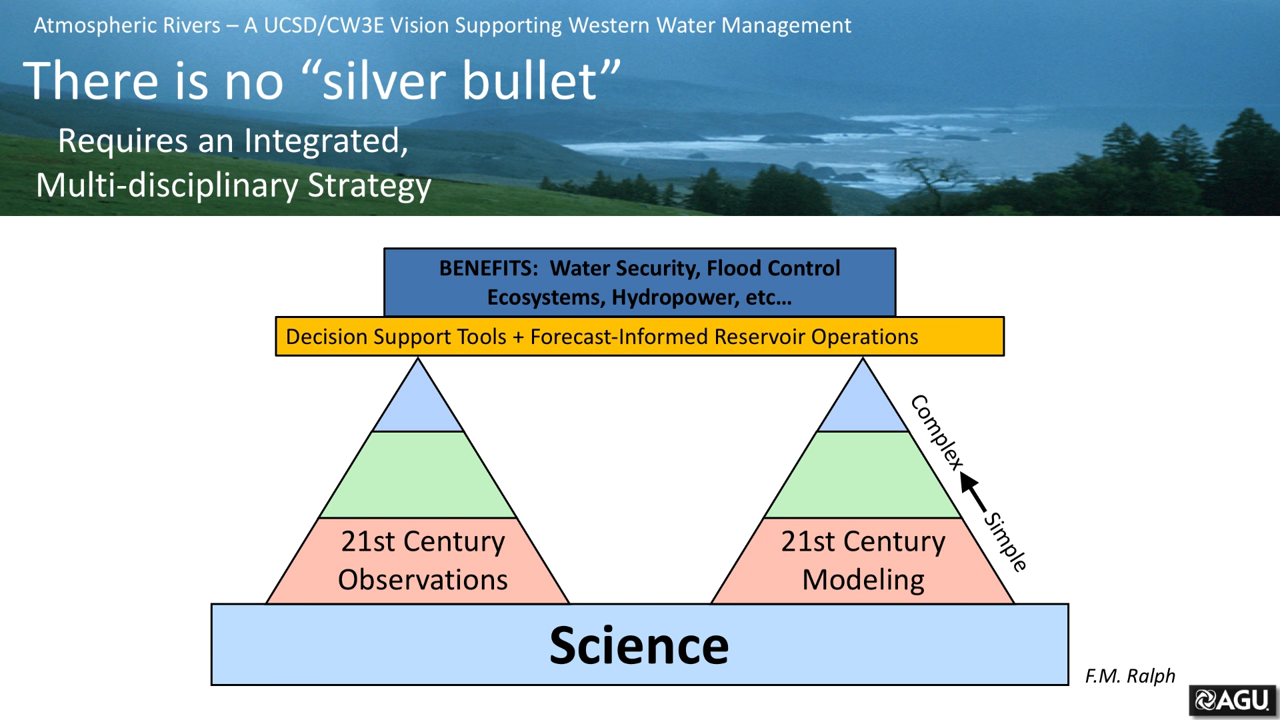 Atmospheric Rivers – A UCSD/CW3E Vision Supporting Western Water Management
There is no “silver bullet”
Requires an Integrated,
Multi-disciplinary Strategy
BENEFITS:  Water Security, Flood Control
Ecosystems, Hydropower, etc…
Decision Support Tools + Forecast-Informed Reservoir Operations
Complex
Simple
21st Century
Observations
21st Century
Modeling
Science
F.M. Ralph
AGU